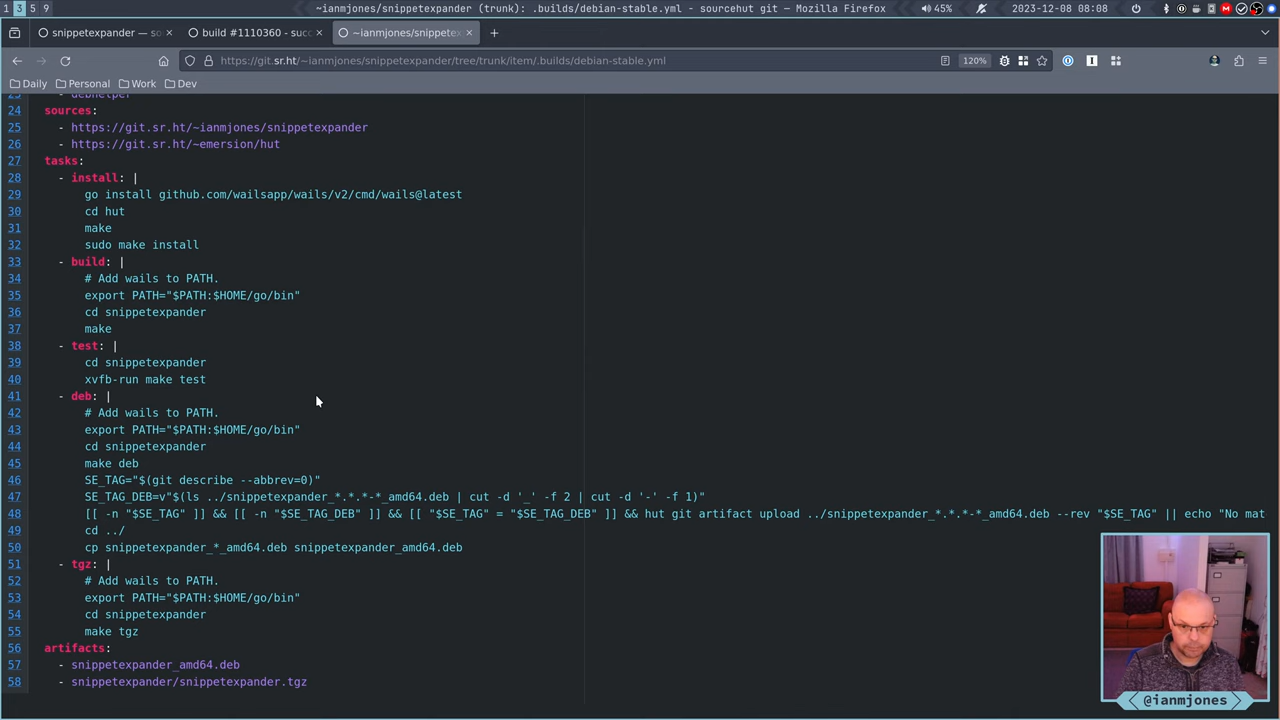 1 3 5 9 ~ianmjones/snippetexpander (trunk): .builds/debian-stable.yml - sourcehut git — Mozilla Firefox 45% 2023-12-08 08:08
snippetexpander — so build #1110360 - suc ~ianmjones/snippetex
https://git.sr.ht/~ianmjones/snippetexpander/tree/trunk/item/.builds/debian-stable.yml 120%
Daily Personal Work Dev
23 - debhelper
24 sources:
25 - https://git.sr.ht/~ianmjones/snippetexpander
26 - https://git.sr.ht/~emersion/hut
27 tasks:
28 - install: |
29 go install github.com/wailsapp/wails/v2/cmd/wails@latest
30 cd hut
31 make
32 sudo make install
33 - build: |
34 # Add wails to PATH.
35 export PATH="$PATH:$HOME/go/bin"
36 cd snippetexpander
37 make
38 - test: |
39 cd snippetexpander
40 xvfb-run make test
41 - deb: |
42 # Add wails to PATH.
43 export PATH="$PATH:$HOME/go/bin"
44 cd snippetexpander
45 make deb
46 SE_TAG="$(git describe --abbrev=0)"
47 SE_TAG_DEB=v"$(ls ../snippetexpander_*.*.*-*_amd64.deb | cut -d '_' -f 2 | cut -d '-' -f 1)"
48 [[ -n "$SE_TAG" ]] && [[ -n "$SE_TAG_DEB" ]] && [[ "$SE_TAG" = "$SE_TAG_DEB" ]] && hut git artifact upload ../snippetexpander_*.*.*-*_amd64.deb --rev "$SE_TAG" || echo "No mat
49 cd ../
50 cp snippetexpander_*_amd64.deb snippetexpander_amd64.deb
51 - tgz: |
52 # Add wails to PATH.
53 export PATH="$PATH:$HOME/go/bin"
54 cd snippetexpander
55 make tgz
56 artifacts:
57 - snippetexpander_amd64.deb
58 - snippetexpander/snippetexpander.tgz
@ianmjones